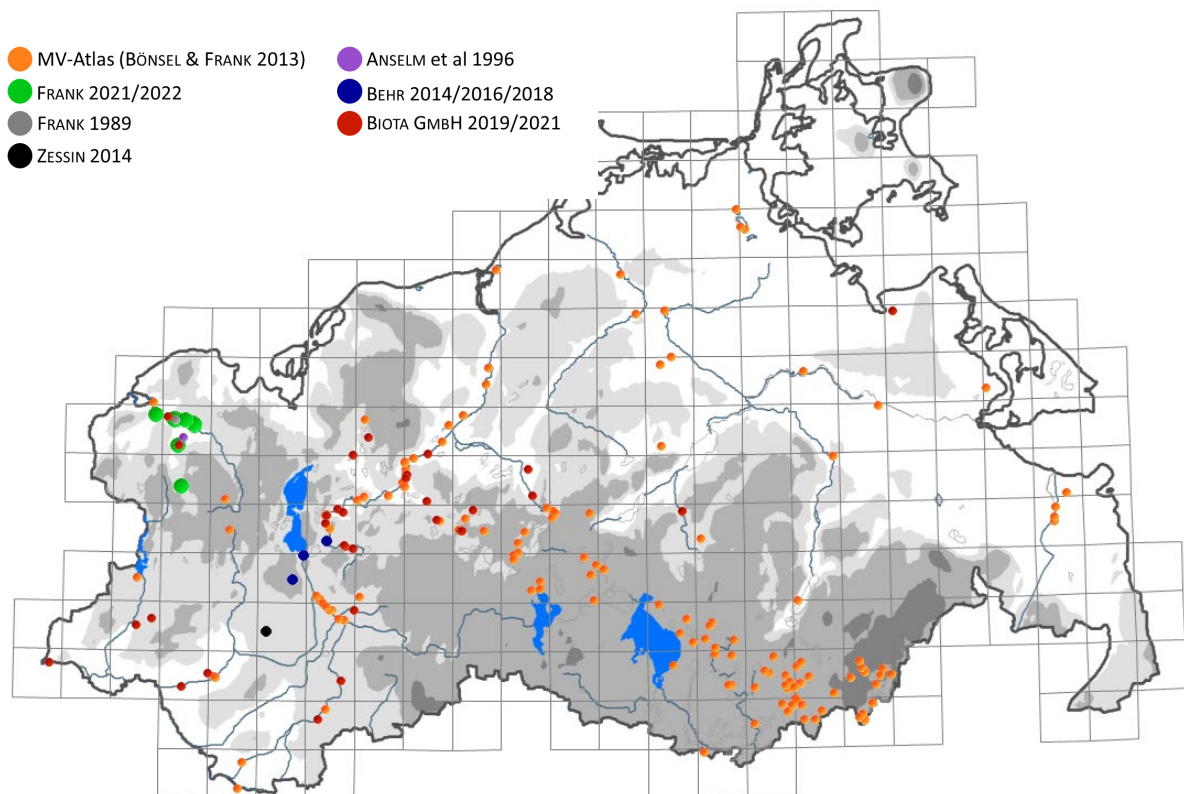 MV-Atlas (BÖNSEL & FRANK 2013)
FRANK 2021/2022
FRANK 1989
ZESSIN 2014
ANSELM et al 1996
BEHR 2014/2016/2018
BIOTA GMBH 2019/2021